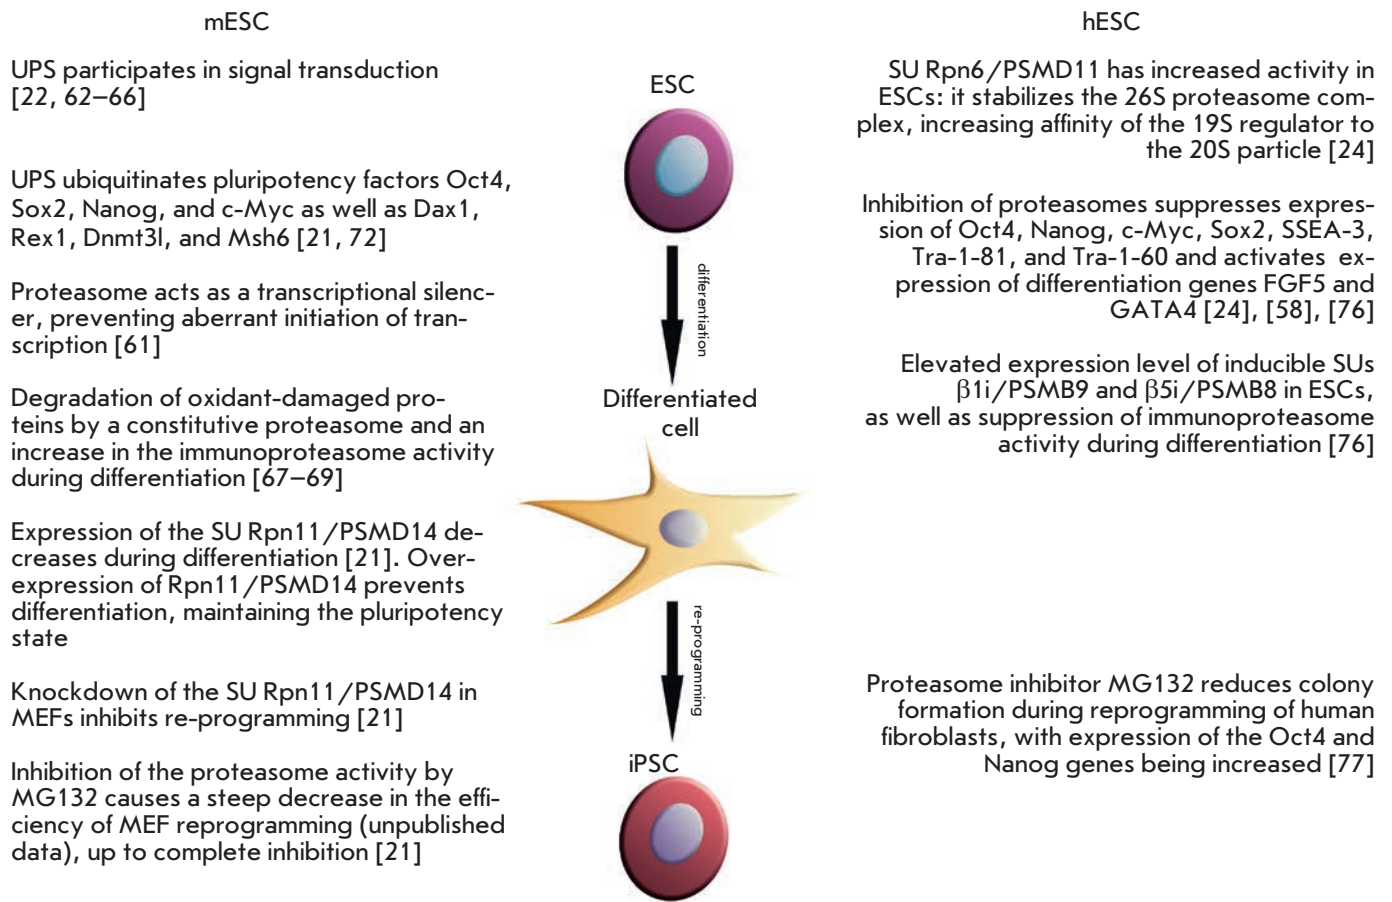 mESC
UPS participates in signal transduction
[22, 62–66]
UPS ubiquitinates pluripotency factors Oct4,
Sox2, Nanog, and c-Myc as well as Dax1,
Rex1, Dnmt3l, and Msh6 [21, 72]
Proteasome acts as a transcriptional silenc-
er, preventing aberrant initiation of tran-
scription [61]
Degradation of oxidant-damaged pro-
teins by a constitutive proteasome and an
increase in the immunoproteasome activity
during differentiation [67–69]
Expression of the SU Rpn11/PSMD14 de-
creases during differentiation [21]. Over-
expression of Rpn11/PSMD14 prevents
differentiation, maintaining the pluripotency
state
Knockdown of the SU Rpn11/PSMD14 in
MEFs inhibits re-programming [21]
Inhibition of the proteasome activity by
MG132 causes a steep decrease in the effi-
ciency of MEF reprogramming (unpublished
data), up to complete inhibition [21]
ESC
differentiation
Differentiated
cell
re-programming
iPSC
hESC
SU Rpn6/PSMD11 has increased activity in
ESCs: it stabilizes the 26S proteasome com-
plex, increasing affinity of the 19S regulator to
the 20S particle [24]
Inhibition of proteasomes suppresses expres-
sion of Oct4, Nanog, c-Myc, Sox2, SSEA-3,
Tra-1-81, and Tra-1-60 and activates ex-
pression of differentiation genes FGF5 and
GATA4 [24], [58], [76]
Elevated expression level of inducible SUs
β1i/PSMB9 and β5i/PSMB8 in ESCs,
as well as suppression of immunoproteasome
activity during differentiation [76]
Proteasome inhibitor MG132 reduces colony
formation during reprogramming of human
fibroblasts, with expression of the Oct4 and
Nanog genes being increased [77]